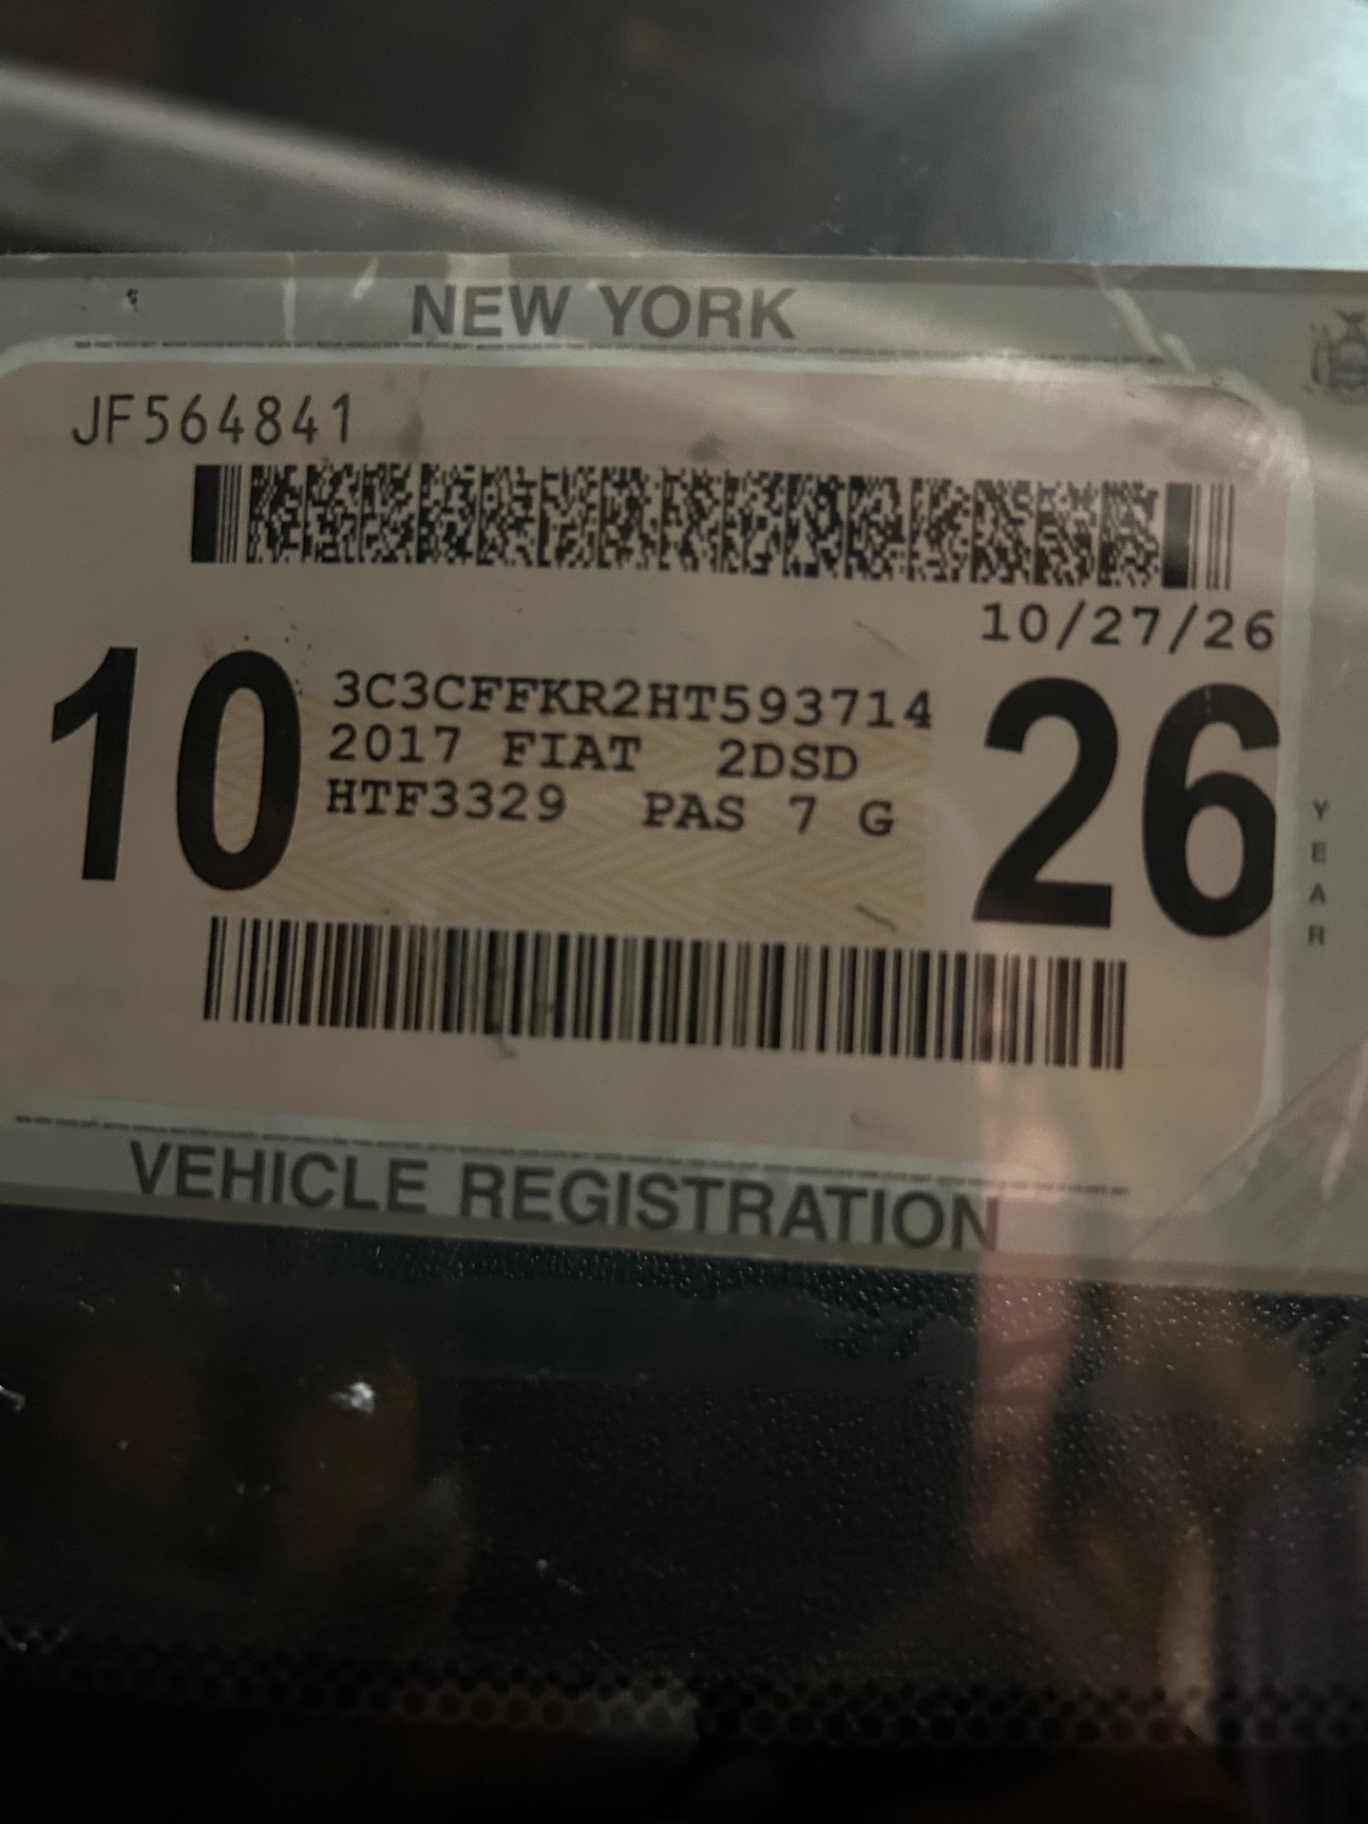 NEW YORK
JF564841
10/27/26
10
3C3CFFKR2HT593714
2017 FIAT 2DSD
HTF3329 PAS 7 G
26
YEAR
VEHICLE REGISTRATION